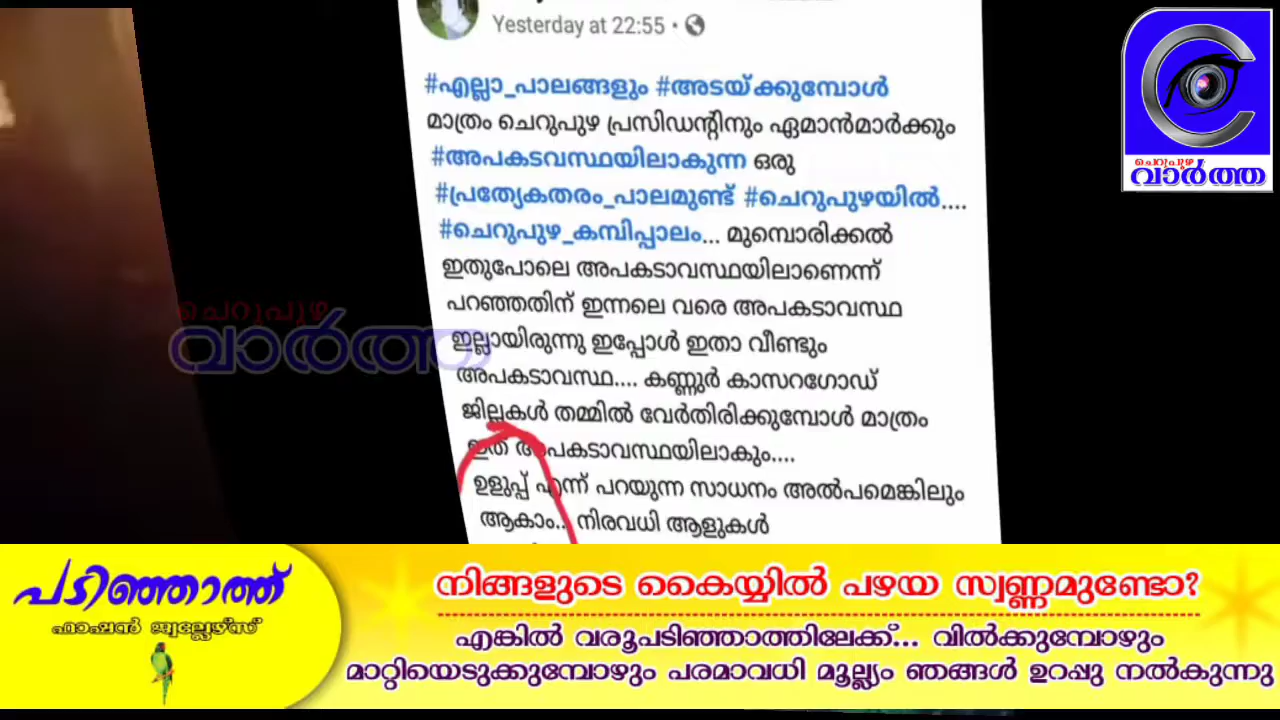 Yesterday at 22:55 ·
#എല്ലാ_പാലങ്ങളും #അടയ്ക്കുമ്പോൾ
മാത്രം ചെറുപുഴ പ്രസിഡന്റിനും ഏമാൻമാർക്കും
#അപകടവസ്ഥയിലാകുന്ന ഒരു
#പ്രത്യേകതരം_പാലമുണ്ട് #ചെറുപുഴയിൽ....
#ചെറുപുഴ_കമ്പിപ്പാലം... മുമ്പൊരിക്കൽ
ഇതുപോലെ അപകടാവസ്ഥയിലാണെന്ന്
പറഞ്ഞതിന് ഇന്നലെ വരെ അപകടാവസ്ഥ
ഇല്ലായിരുന്നു ഇപ്പോൾ ഇതാ വീണ്ടും
അപകടാവസ്ഥ.... കണ്ണൂർ കാസറഗോഡ്
ജില്ലകൾ തമ്മിൽ വേർതിരിക്കുമ്പോൾ മാത്രം
ഇത് അപകടാവസ്ഥയിലാകും....
ഉളുപ്പ് എന്ന് പറയുന്ന സാധനം അൽപമെങ്കിലും
ആകാം... നിരവധി ആളുകൾ
ചെറുപുഴ
വാർത്ത
ചെറുപുഴ
വാർത്ത
പടിഞ്ഞാത്ത്
ഫാഷൻ ജ്വല്ലേഴ്സ്
നിങ്ങളുടെ കൈയ്യിൽ പഴയ സ്വണ്ണമുണ്ടോ?
എങ്കിൽ വരൂപടിഞ്ഞാത്തിലേക്ക്... വിൽക്കുമ്പോഴും
മാറ്റിയെടുക്കുമ്പോഴും പരമാവധി മൂല്ല്യം ഞങ്ങൾ ഉറപ്പു നൽകുന്നു